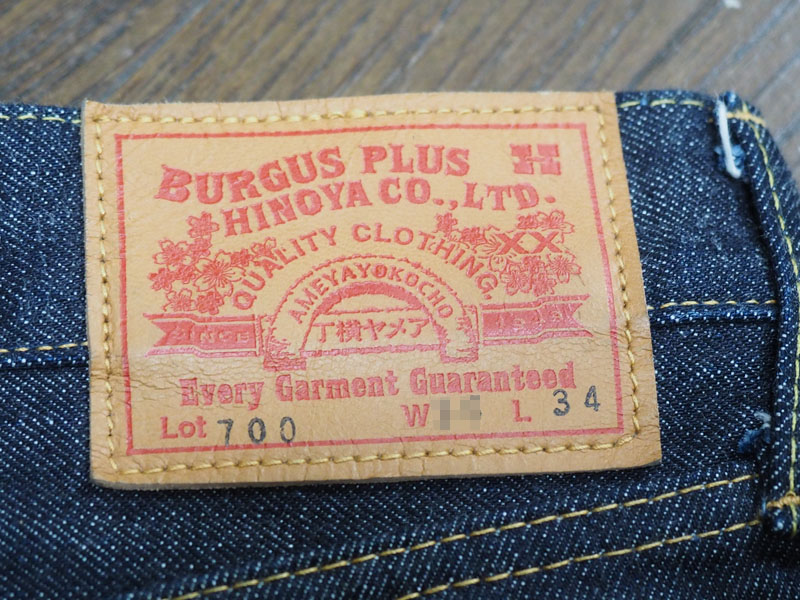 BURGUS PLUS H
HINOYA CO.,LTD.
XX
QUALITY CLOTHING.
AMEYAYOKOCHO
丁横ヤメア
SINCE
Every Garment Guaranteed
Lot 700 W L 34